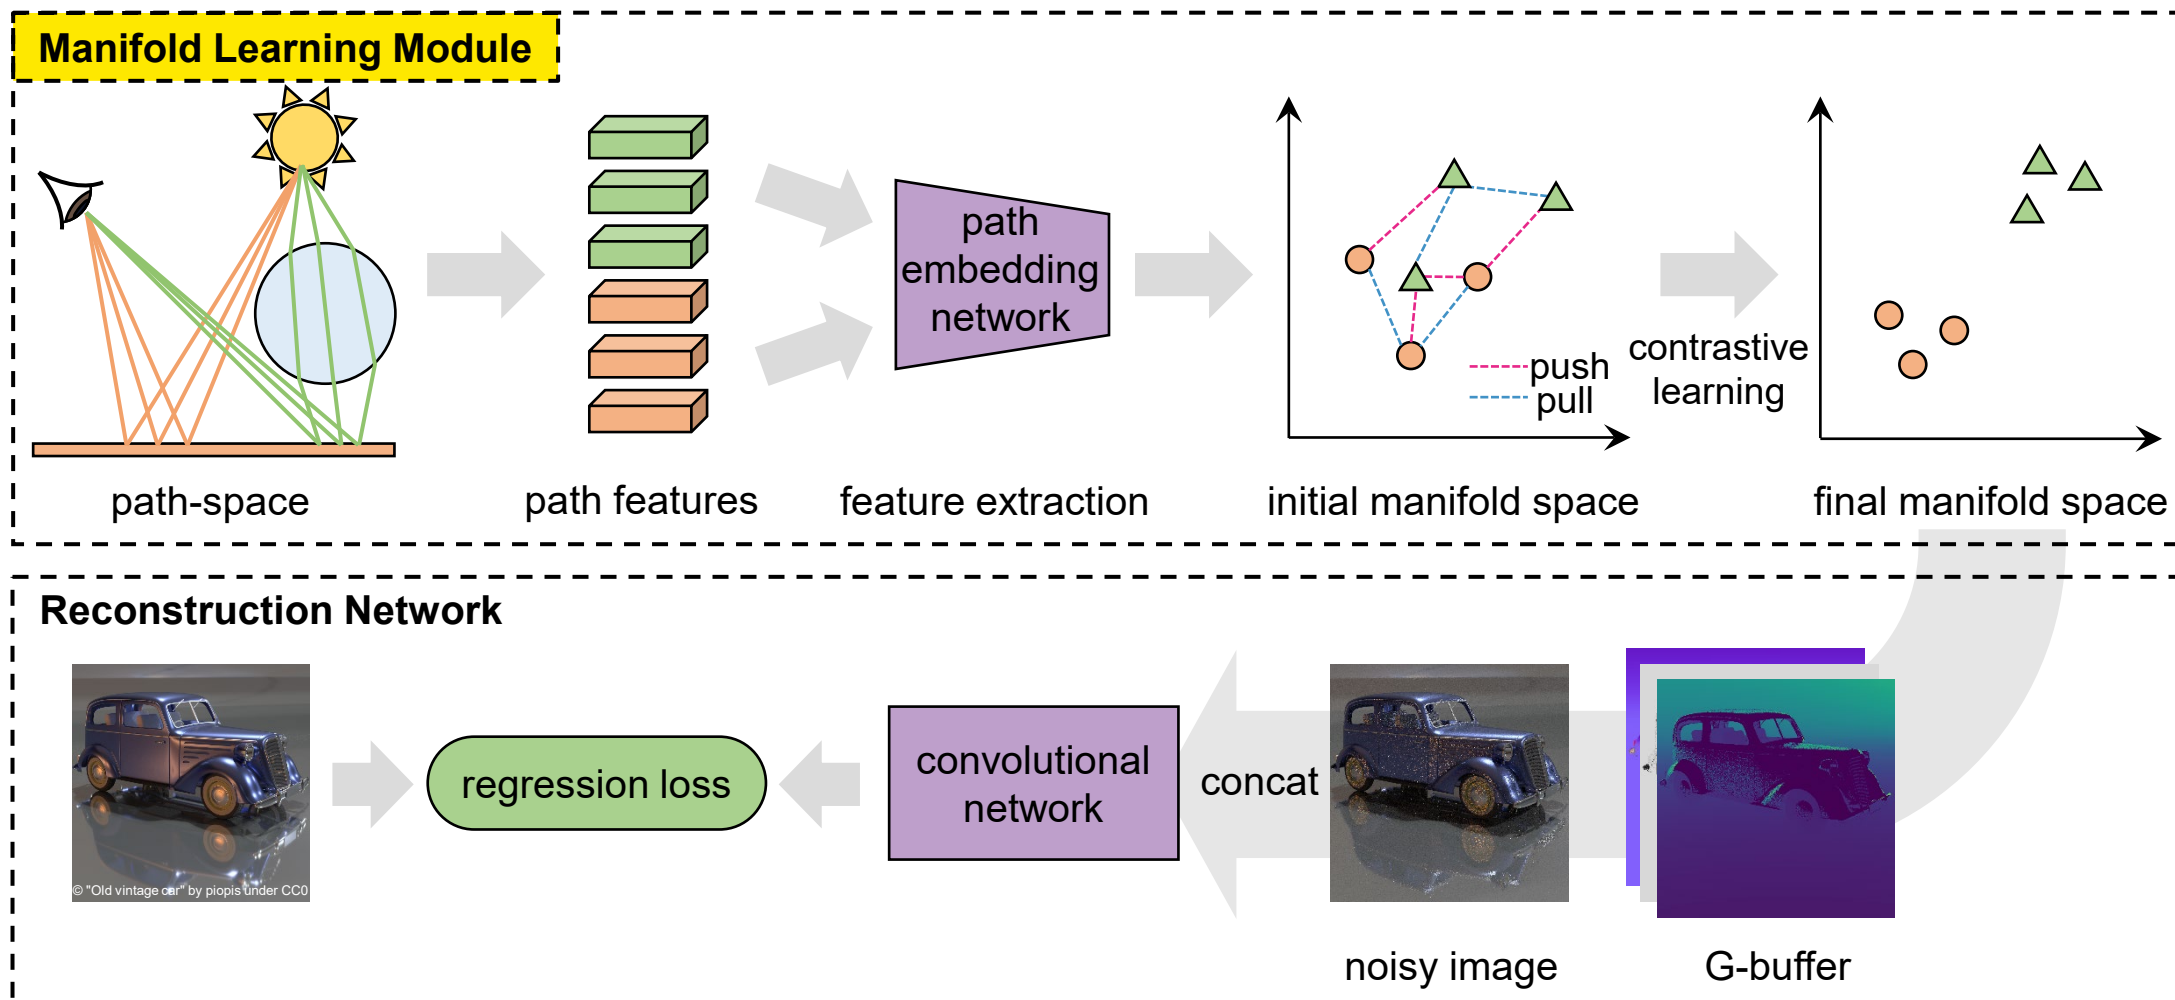 Manifold Learning Module
path
embedding
network
push
pull
contrastive
learning
path-space
path features
feature extraction
initial manifold space
final manifold space
Reconstruction Network
regression loss
convolutional
network
concat
© "Old vintage car" by piopis under CC0
noisy image
G-buffer